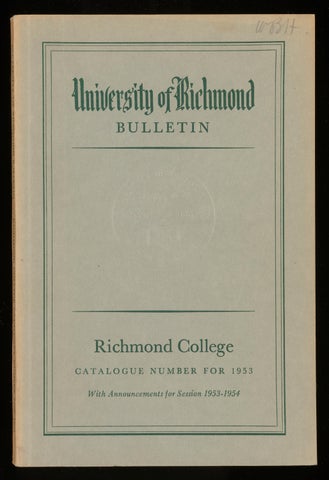 University of Richmond
BULLETIN
Richmond College
CATALOGUE NUMBER FOR 1953
With Announcements for Session 1953-1954